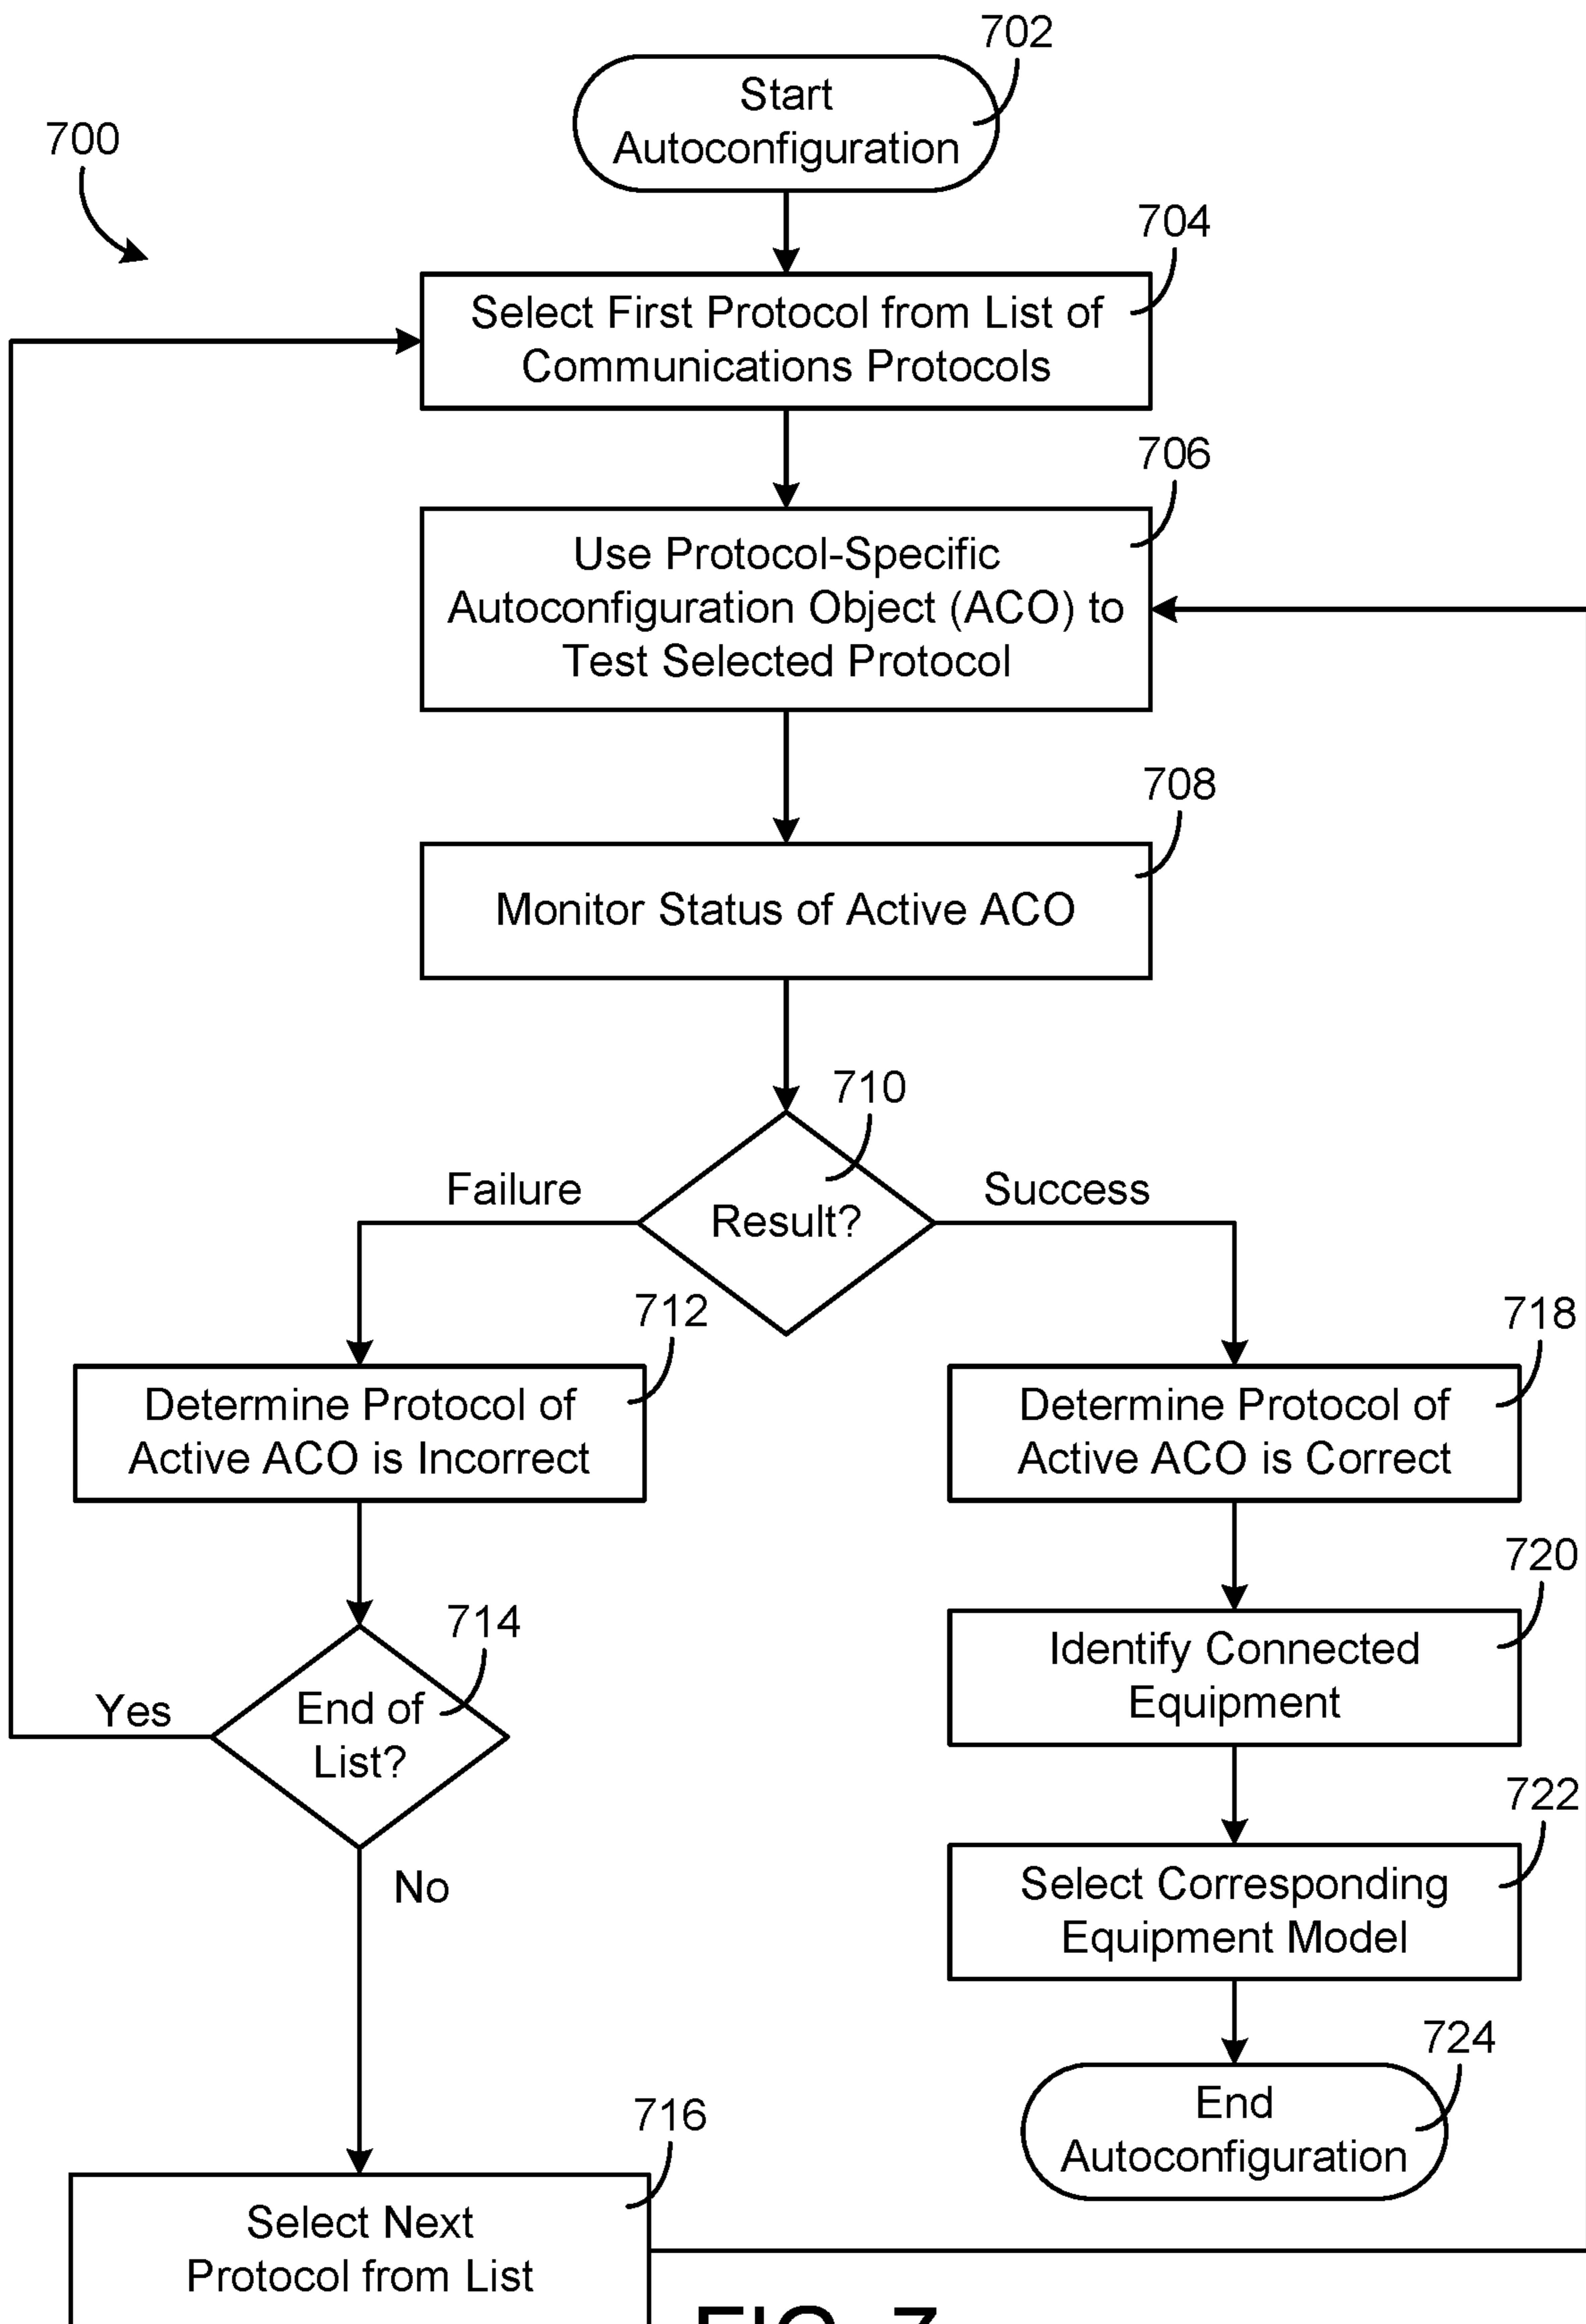 702
Start
Autoconfiguration
700
704
Select First Protocol from List of
Communications Protocols
706
Use Protocol-Specific
Autoconfiguration Object (ACO) to
Test Selected Protocol
708
Monitor Status of Active ACO
710
Result?
Failure
Success
712
Determine Protocol of
Active ACO is Incorrect
718
Determine Protocol of
Active ACO is Correct
714
End of
List?
Yes
No
720
Identify Connected
Equipment
722
Select Corresponding
Equipment Model
724
End
Autoconfiguration
716
Select Next
Protocol from List
FIG. 7